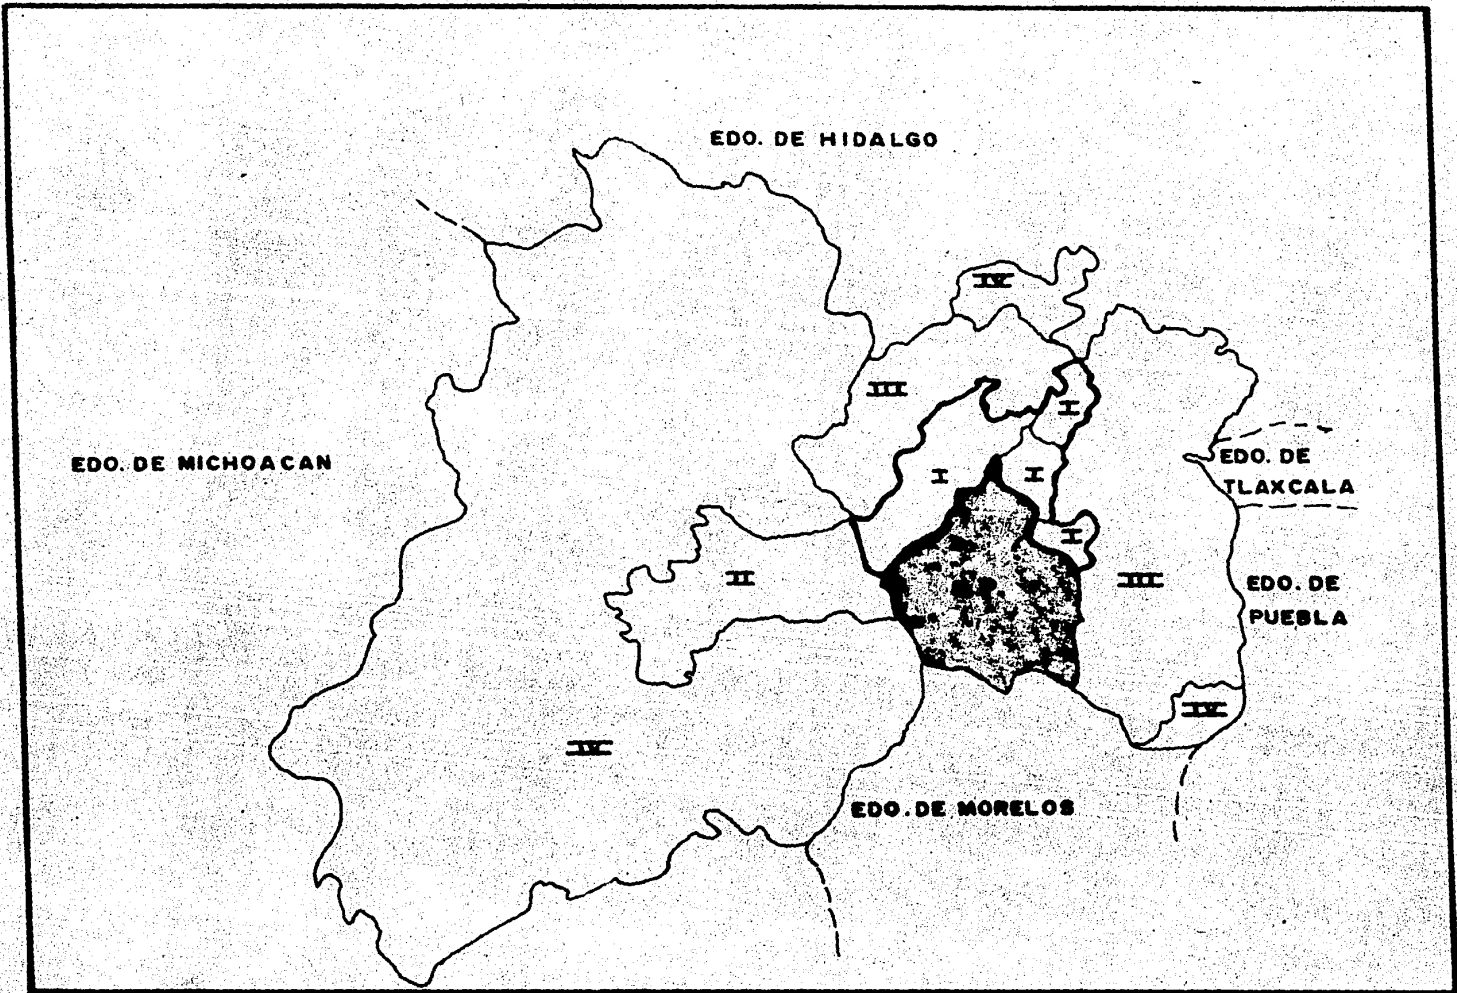 EDO. DE HIDALGO
IV
III
I
EDO. DE MICHOACAN
I
I
EDO. DE
TLAXCALA
I
II
III
EDO. DE
PUEBLA
IV
IV
EDO. DE MORELOS